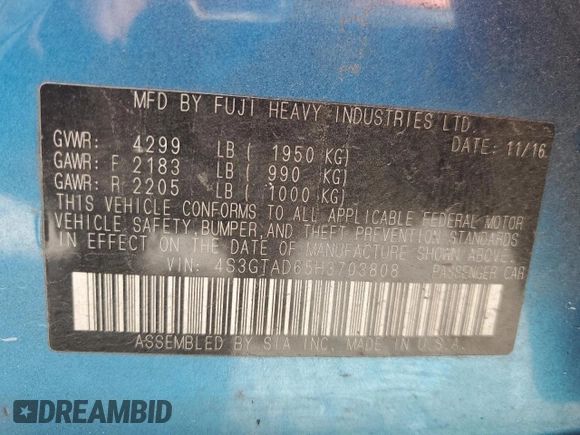 MFD BY FUJI HEAVY INDUSTRIES LTD.
GVWR: 4299 LB ( 1950 KG) DATE: 11/16
GAWR: F 2183 LB ( 990 KG)
GAWR: R 2205 LB ( 1000 KG)
THIS VEHICLE CONFORMS TO ALL APPLICABLE FEDERAL MOTOR
VEHICLE SAFETY, BUMPER, AND THEFT PREVENTION STANDARDS
IN EFFECT ON THE DATE OF MANUFACTURE SHOWN ABOVE.
VIN: 4S3GTAD65H3703808 PASSENGER CAR
ASSEMBLED BY SIA INC. MADE IN U.S.A.
DREAMBID